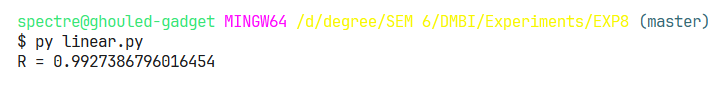 spectre@ghouled-gadget MINGW64 /d/degree/SEM 6/DMBI/Experiments/EXP8 (master)
$ py linear.py
R = 0.9927386796016454